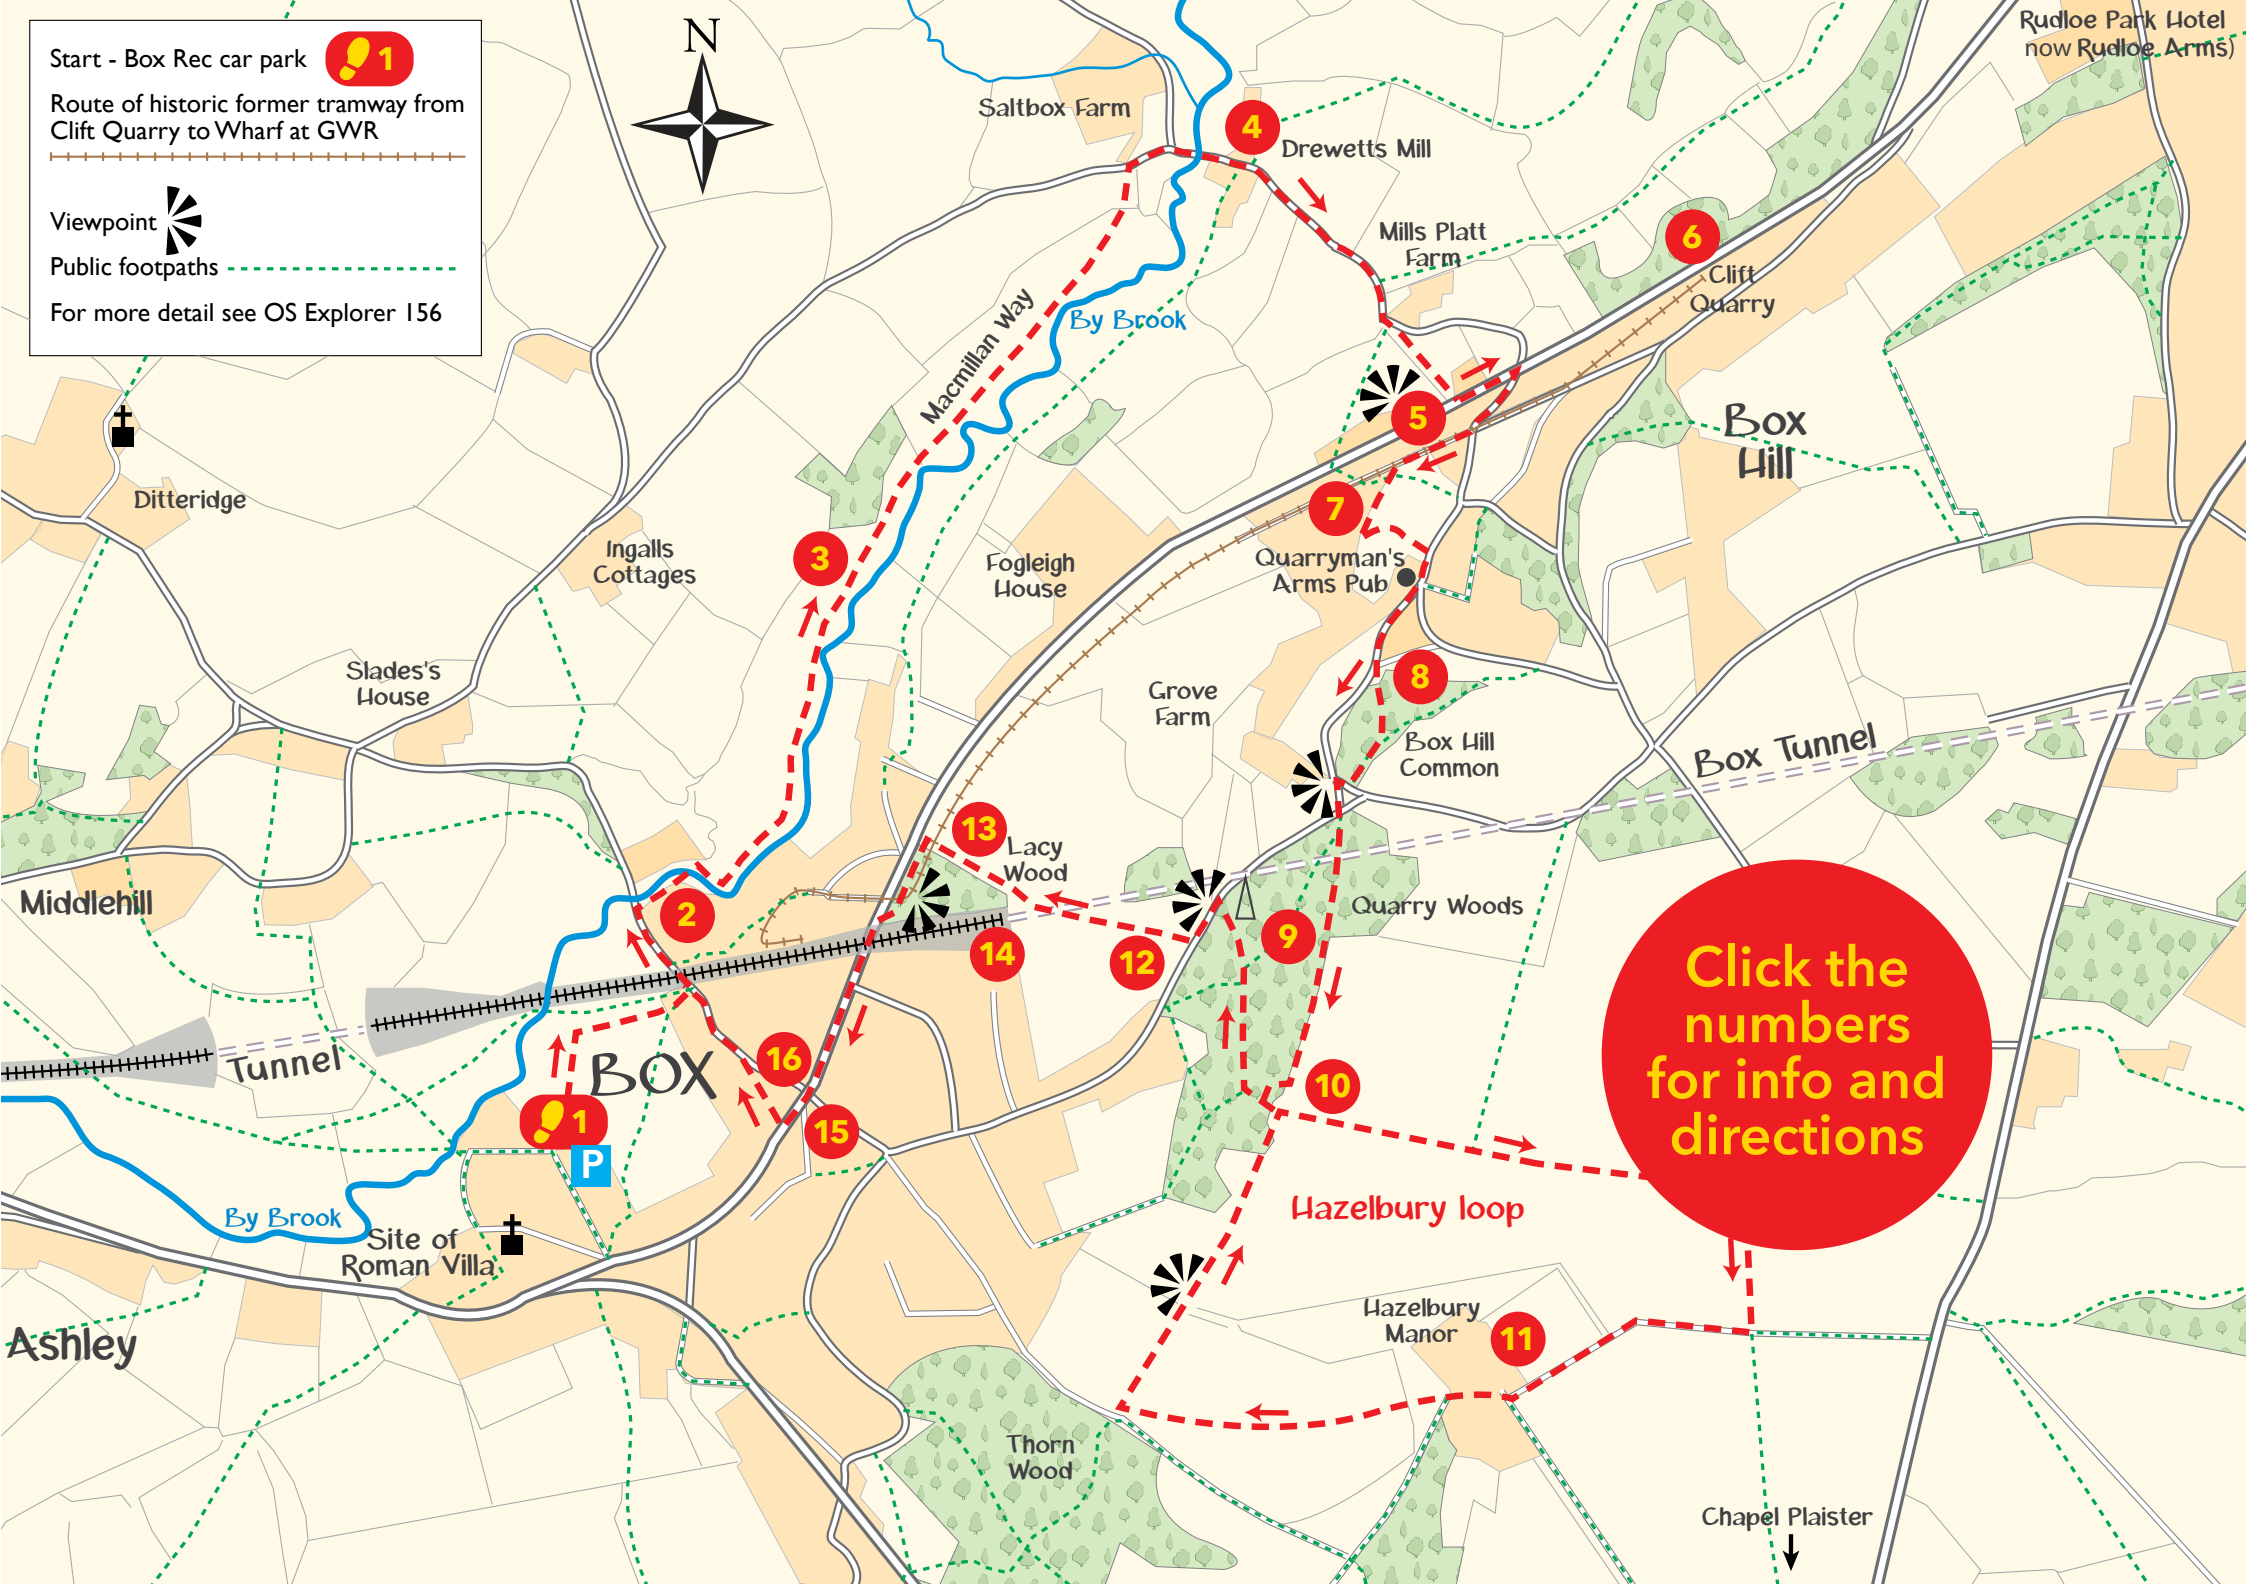 Start - Box Rec car park
1
Route of historic former tramway from
Clift Quarry to Wharf at GWR
Viewpoint
Public footpaths
For more detail see OS Explorer 156
N
Rudloe Park Hotel
now Rudloe Arms)
Saltbox Farm
4
Drewetts Mill
Mills Platt
Farm
6
Clift
Quarry
Macmillan Way
By Brook
5
Box
Hill
Ditteridge
7
Ingalls
Cottages
3
Fogleigh
House
Quarryman's
Arms Pub
Slades's
House
8
Grove
Farm
Box Hill
Common
Box Tunnel
13
Lacy
Wood
Middlehill
2
Quarry Woods
9
14
12
Click the
numbers
for info and
directions
Tunnel
BOX
16
10
1
15
P
Hazelbury loop
By Brook
Site of
Roman Villa
Hazelbury
Manor
11
Ashley
Thorn
Wood
Chapel Plaister